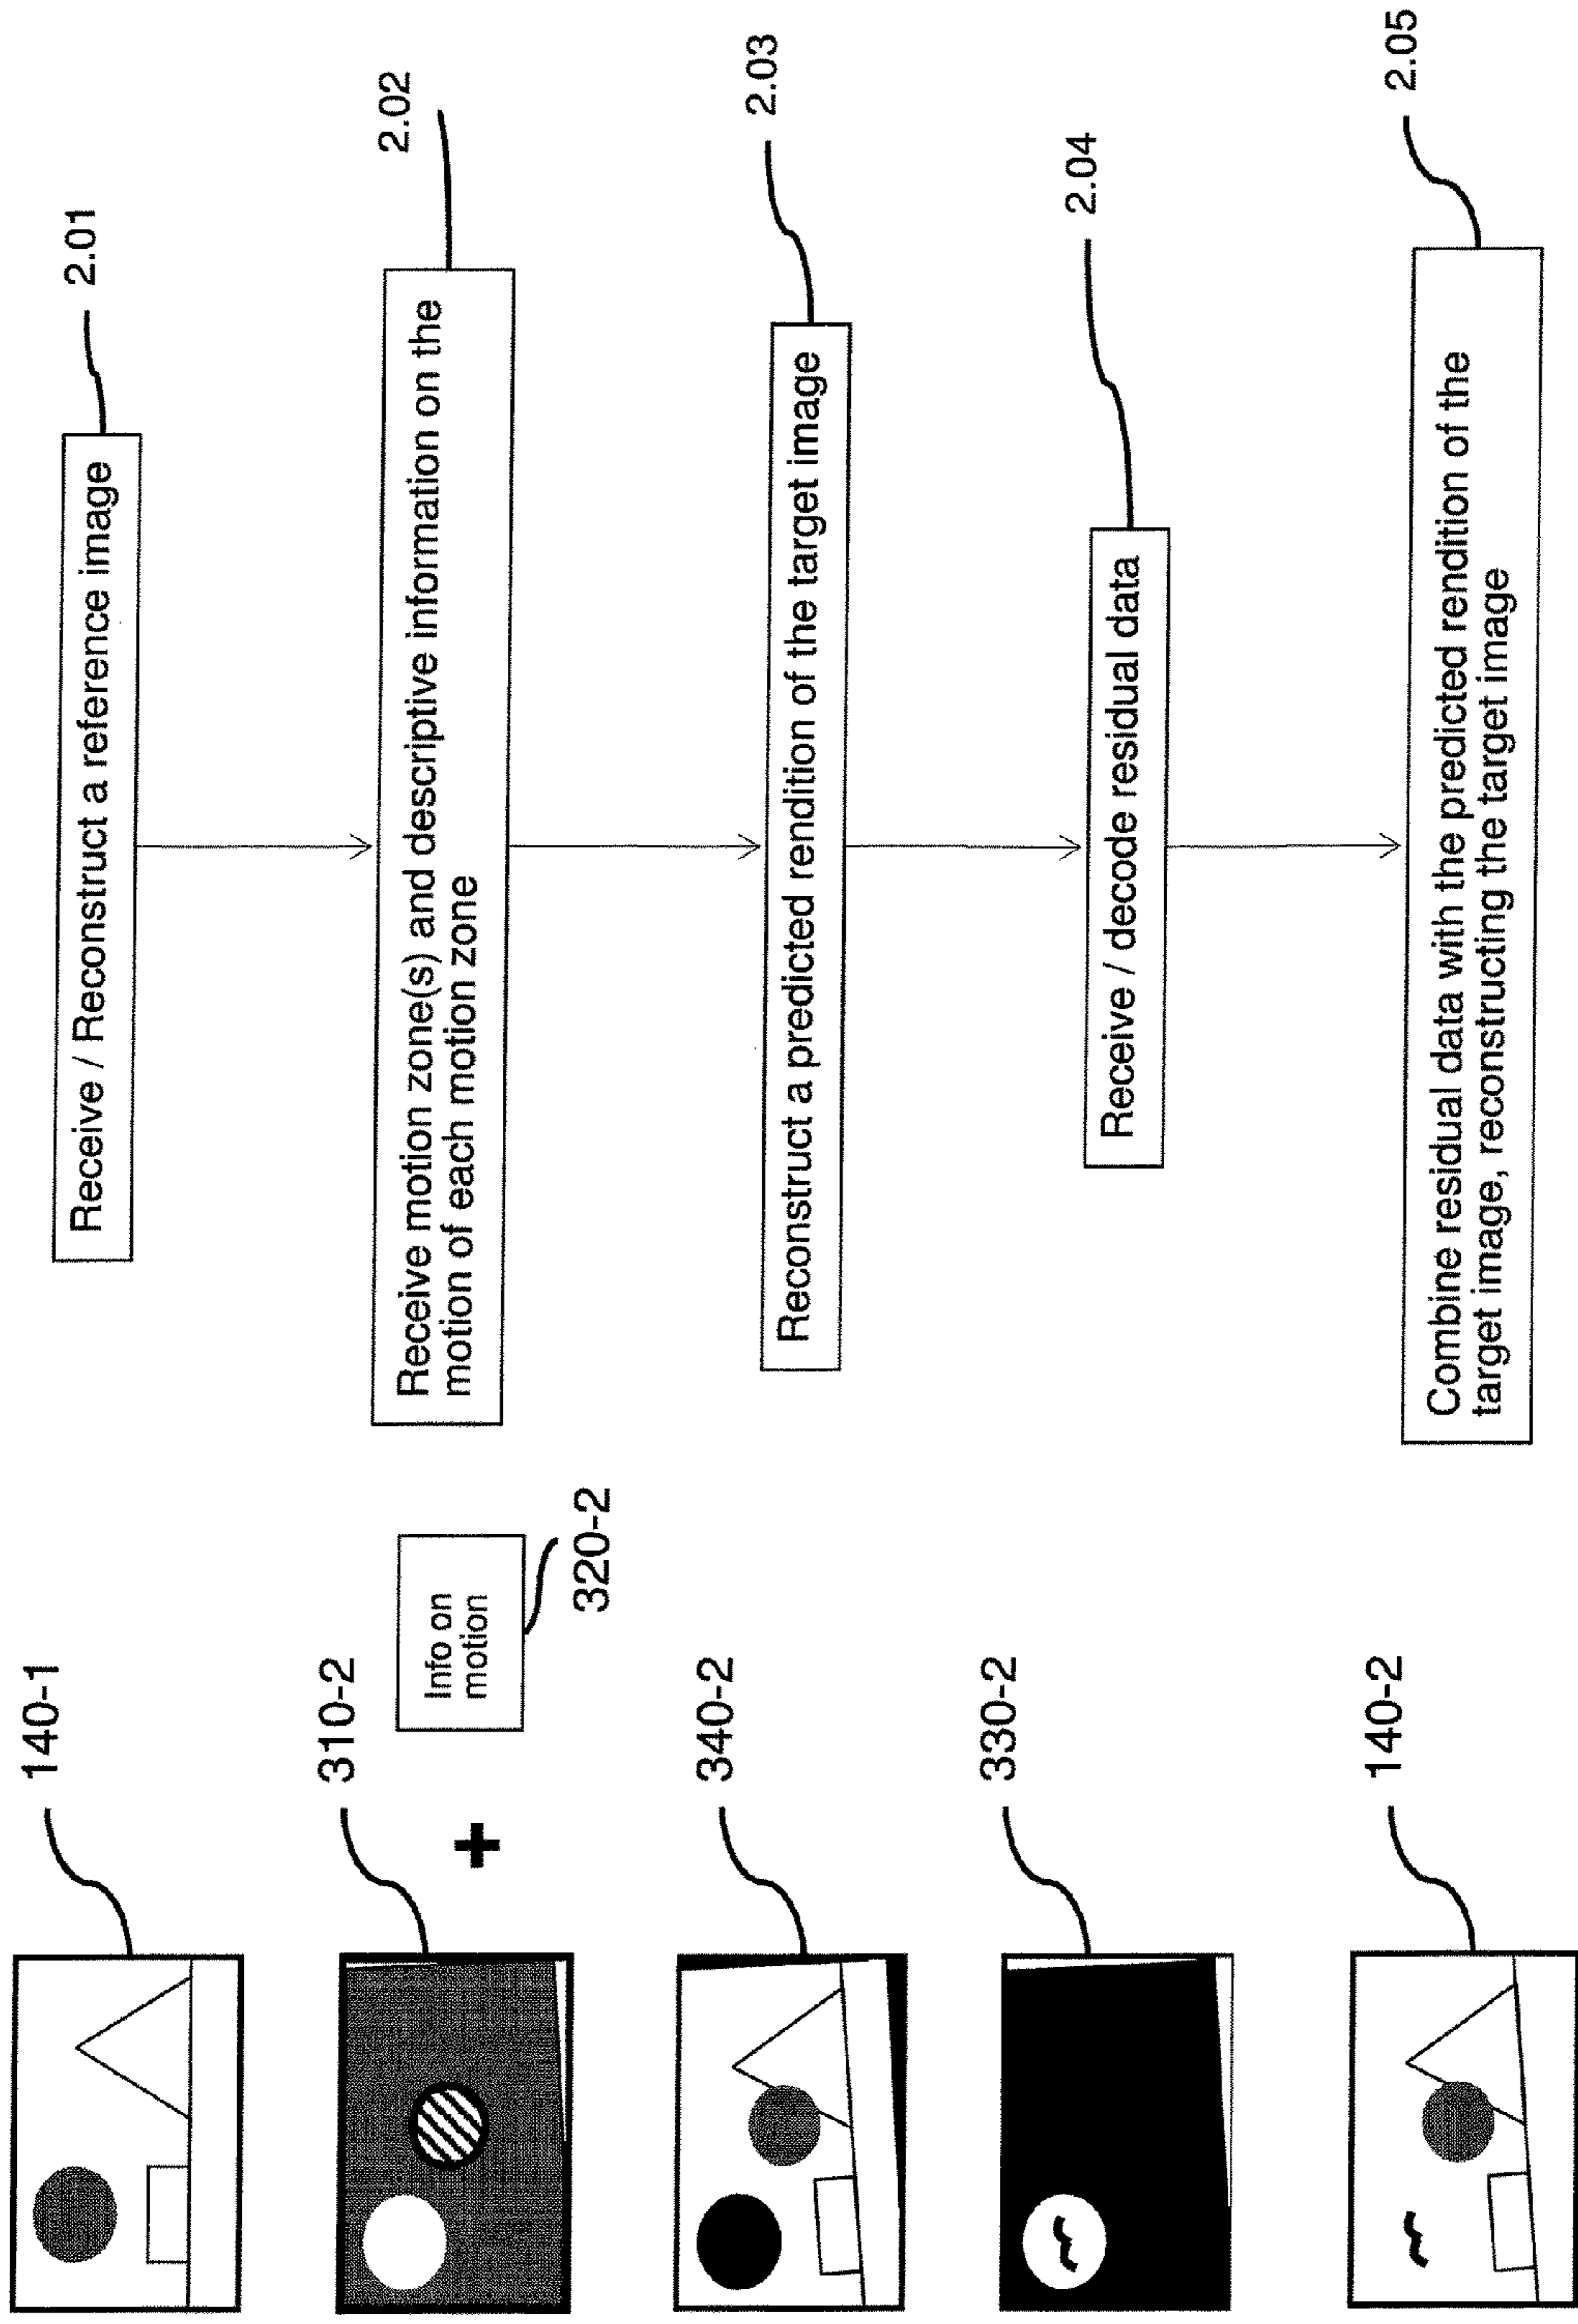 140-1
Receive / Reconstruct a reference image
2.01
310-2
Info on
motion
320-2
Receive motion zone(s) and descriptive information on the
motion of each motion zone
2.02
340-2
Reconstruct a predicted rendition of the target image
2.03
330-2
Receive / decode residual data
2.04
140-2
Combine residual data with the predicted rendition of the
target image, reconstructing the target image
2.05